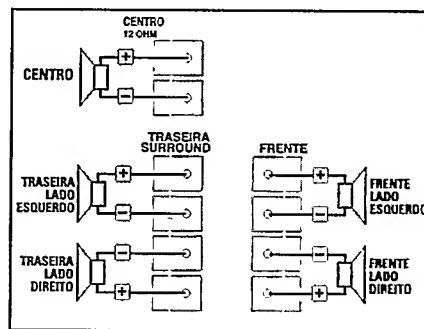 CENTRO
12 OHM
CENTRO
+
−
TRASEIRA
SURROUND
FRENTE
TRASEIRA
LADO
ESQUERDO
+
−
+
−
FRENTE
LADO
ESQUERDO
TRASEIRA
LADO
DIREITO
−
+
−
+
FRENTE
LADO
DIREITO